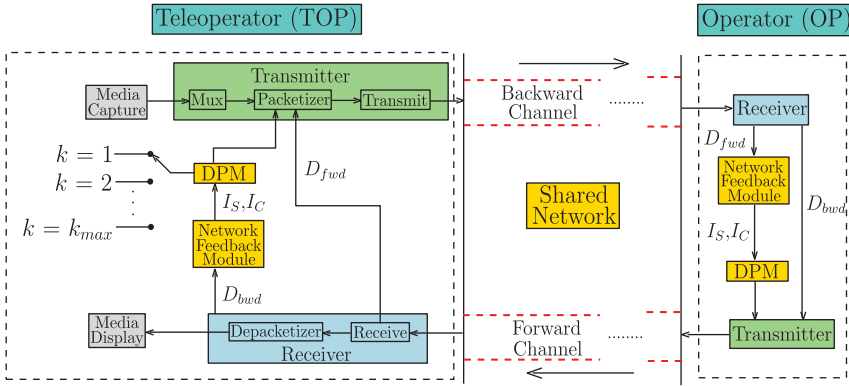 Teleoperator (TOP)
Operator (OP)
Transmitter
Media
Capture
Mux
Packetizer
Transmit
Backward
Channel
........
Receiver
k = 1
k = 2
k = k_max
DPM
D_fwd
I_S,I_C
Network
Feedback
Module
D_bwd
Shared
Network
D_fwd
Network
Feedback
Module
D_bwd
I_S,I_C
DPM
Transmitter
Media
Display
Depacketizer
Receive
Receiver
Forward
Channel
........